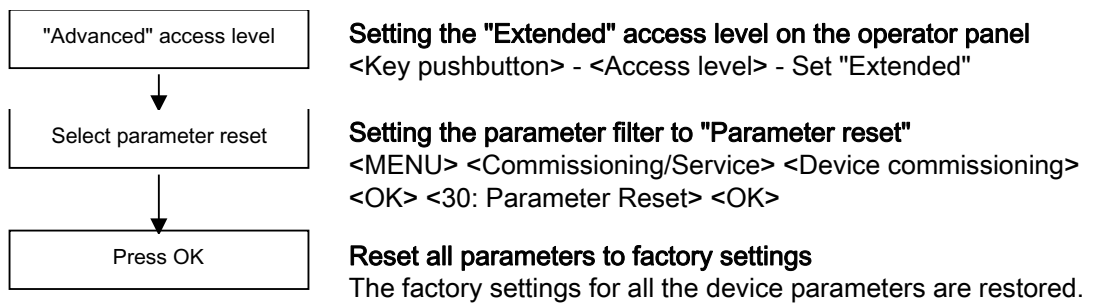 "Advanced" access level
Setting the "Extended" access level on the operator panel
<Key pushbutton> - <Access level> - Set "Extended"
Select parameter reset
Setting the parameter filter to "Parameter reset"
<MENU> <Commissioning/Service> <Device commissioning>
<OK> <30: Parameter Reset> <OK>
Press OK
Reset all parameters to factory settings
The factory settings for all the device parameters are restored.